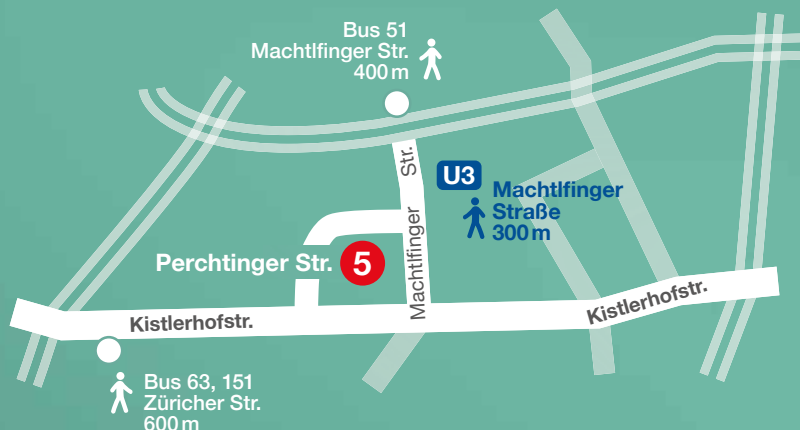 Bus 51
Machtlfinger Str.
400 m
U3
Machtlfinger
Straße
300 m
Machtlfinger Str.
Perchtinger Str. 5
Kistlerhofstr.
Kistlerhofstr.
Bus 63, 151
Züricher Str.
600 m